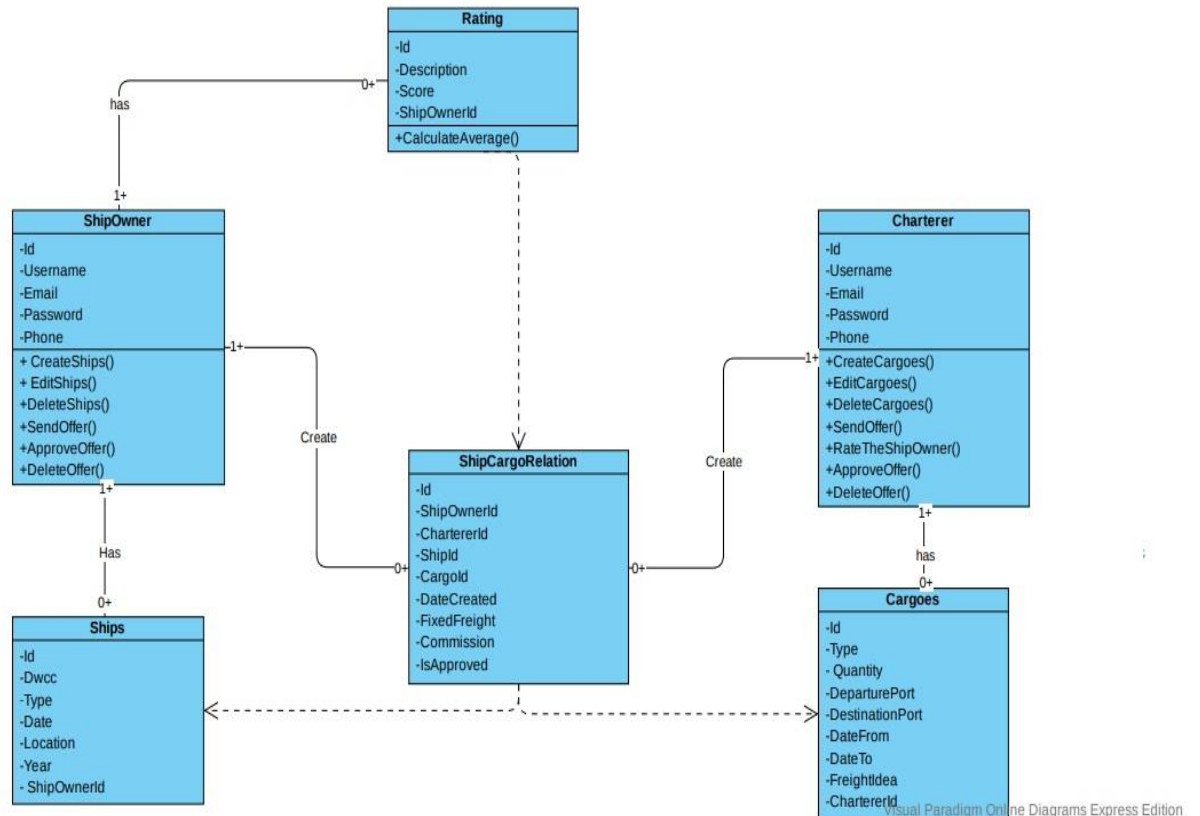 Rating
-Id
-Description
-Score
-ShipOwnerId
+CalculateAverage()
0+
has
1+
ShipOwner
-Id
-Username
-Email
-Password
-Phone
+ CreateShips()
+ EditShips()
+DeleteShips()
+SendOffer()
+ApproveOffer()
+DeleteOffer()
1+
Create
0+
1+
Has
0+
Ships
-Id
-Dwcc
-Type
-Date
-Location
-Year
- ShipOwnerId
ShipCargoRelation
-Id
-ShipOwnerId
-ChartererId
-ShipId
-CargoId
-DateCreated
-FixedFreight
-Commission
-IsApproved
0+
Create
1+
Charterer
-Id
-Username
-Email
-Password
-Phone
+CreateCargoes()
+EditCargoes()
+DeleteCargoes()
+SendOffer()
+RateTheShipOwner()
+ApproveOffer()
+DeleteOffer()
1+
has
0+
Cargoes
-Id
-Type
- Quantity
-DeparturePort
-DestinationPort
-DateFrom
-DateTo
-FreightIdea
-ChartererId
Visual Paradigm Online Diagrams Express Edition